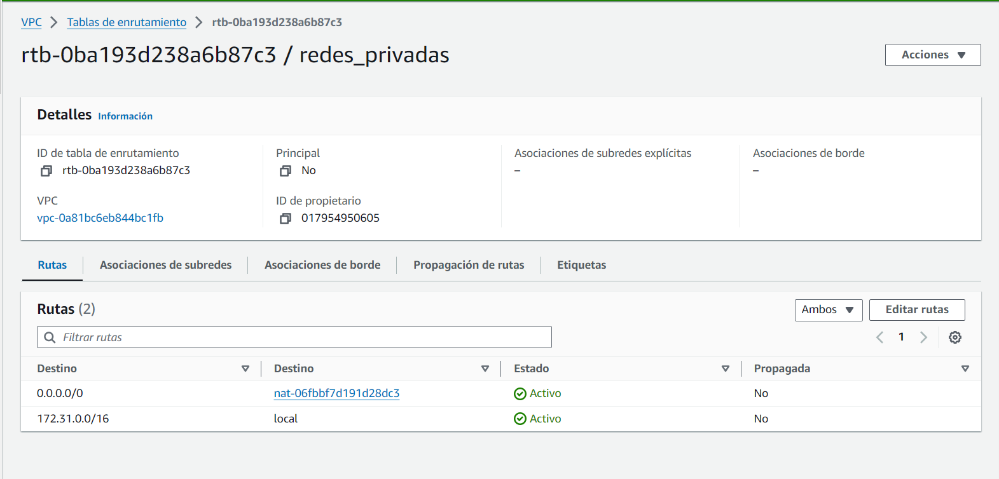 VPC > Tablas de enrutamiento > rtb-0ba193d238a6b87c3
rtb-0ba193d238a6b87c3 / redes_privadas
Acciones
Detalles Información
ID de tabla de enrutamiento
rtb-0ba193d238a6b87c3
Principal
No
Asociaciones de subredes explícitas
–
Asociaciones de borde
–
VPC
vpc-0a81bc6eb844bc1fb
ID de propietario
017954950605
Rutas Asociaciones de subredes Asociaciones de borde Propagación de rutas Etiquetas
Rutas (2)
Ambos Editar rutas
Filtrar rutas
1
Destino Destino Estado Propagada
0.0.0.0/0 nat-06fbbf7d191d28dc3 Activo No
172.31.0.0/16 local Activo No